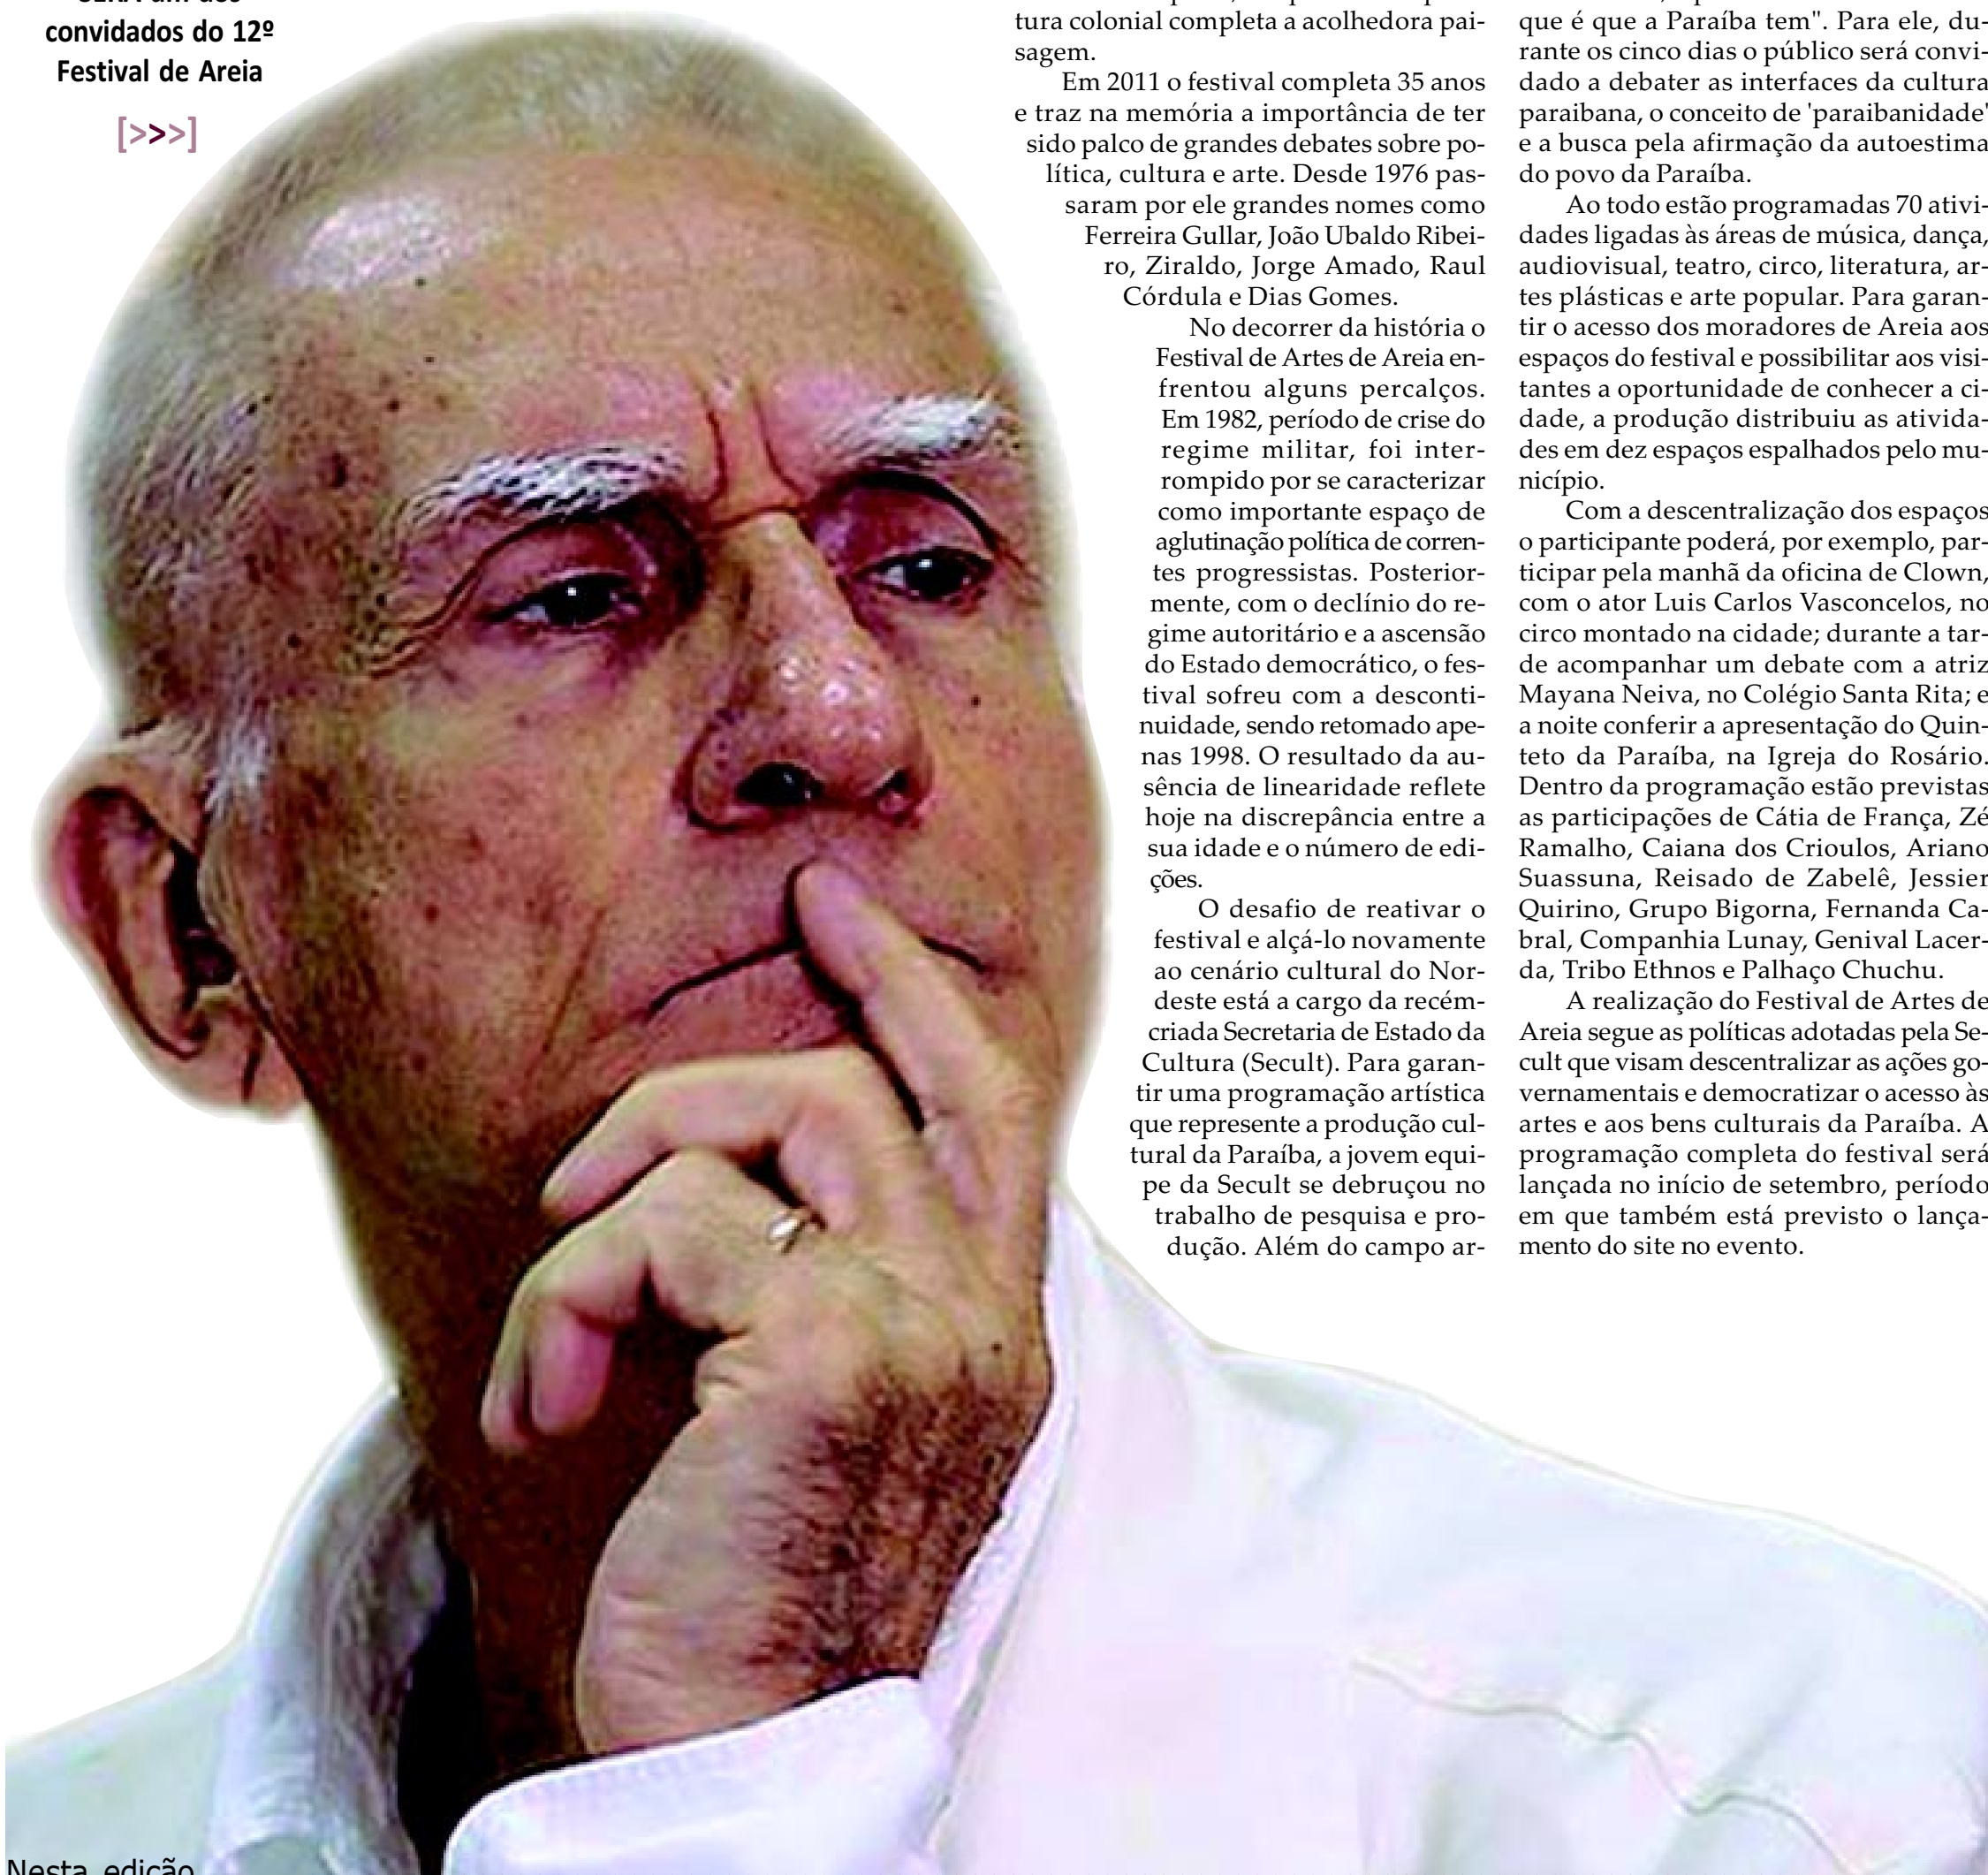 SERÁ um dos
convidados do 12º
Festival de Areia
[>>>]
tura colonial completa a acolhedora pai-
sagem.
Em 2011 o festival completa 35 anos
e traz na memória a importância de ter
sido palco de grandes debates sobre po-
lítica, cultura e arte. Desde 1976 pas-
saram por ele grandes nomes como
Ferreira Gullar, João Ubaldo Ribei-
ro, Ziraldo, Jorge Amado, Raul
Córdula e Dias Gomes.
No decorrer da história o
Festival de Artes de Areia en-
frentou alguns percalços.
Em 1982, período de crise do
regime militar, foi inter-
rompido por se caracterizar
como importante espaço de
aglutinação política de corren-
tes progressistas. Posterior-
mente, com o declínio do re-
gime autoritário e a ascensão
do Estado democrático, o fes-
tival sofreu com a desconti-
nuidade, sendo retomado ape-
nas 1998. O resultado da au-
sência de linearidade reflete
hoje na discrepância entre a
sua idade e o número de edi-
ções.
O desafio de reativar o
festival e alçá-lo novamente
ao cenário cultural do Nor-
deste está a cargo da recém-
criada Secretaria de Estado da
Cultura (Secult). Para garan-
tir uma programação artística
que represente a produção cul-
tural da Paraíba, a jovem equi-
pe da Secult se debruçou no
trabalho de pesquisa e pro-
dução. Além do campo ar-
que é que a Paraíba tem". Para ele, du-
rante os cinco dias o público será convi-
dado a debater as interfaces da cultura
paraibana, o conceito de 'paraibanidade'
e a busca pela afirmação da autoestima
do povo da Paraíba.
Ao todo estão programadas 70 ativi-
dades ligadas às áreas de música, dança,
audiovisual, teatro, circo, literatura, ar-
tes plásticas e arte popular. Para garan-
tir o acesso dos moradores de Areia aos
espaços do festival e possibilitar aos visi-
tantes a oportunidade de conhecer a ci-
dade, a produção distribuiu as ativida-
des em dez espaços espalhados pelo mu-
nicípio.
Com a descentralização dos espaços
o participante poderá, por exemplo, par-
ticipar pela manhã da oficina de Clown,
com o ator Luis Carlos Vasconcelos, no
circo montado na cidade; durante a tar-
de acompanhar um debate com a atriz
Mayana Neiva, no Colégio Santa Rita; e
a noite conferir a apresentação do Quin-
teto da Paraíba, na Igreja do Rosário.
Dentro da programação estão previstas
as participações de Cátia de França, Zé
Ramalho, Caiana dos Crioulos, Ariano
Suassuna, Reisado de Zabelê, Jessier
Quirino, Grupo Bigorna, Fernanda Ca-
bral, Companhia Lunay, Genival Lacer-
da, Tribo Ethnos e Palhaço Chuchu.
A realização do Festival de Artes de
Areia segue as políticas adotadas pela Se-
cult que visam descentralizar as ações go-
vernamentais e democratizar o acesso às
artes e aos bens culturais da Paraíba. A
programação completa do festival será
lançada no início de setembro, período
em que também está previsto o lança-
mento do site no evento.
Nesta edição